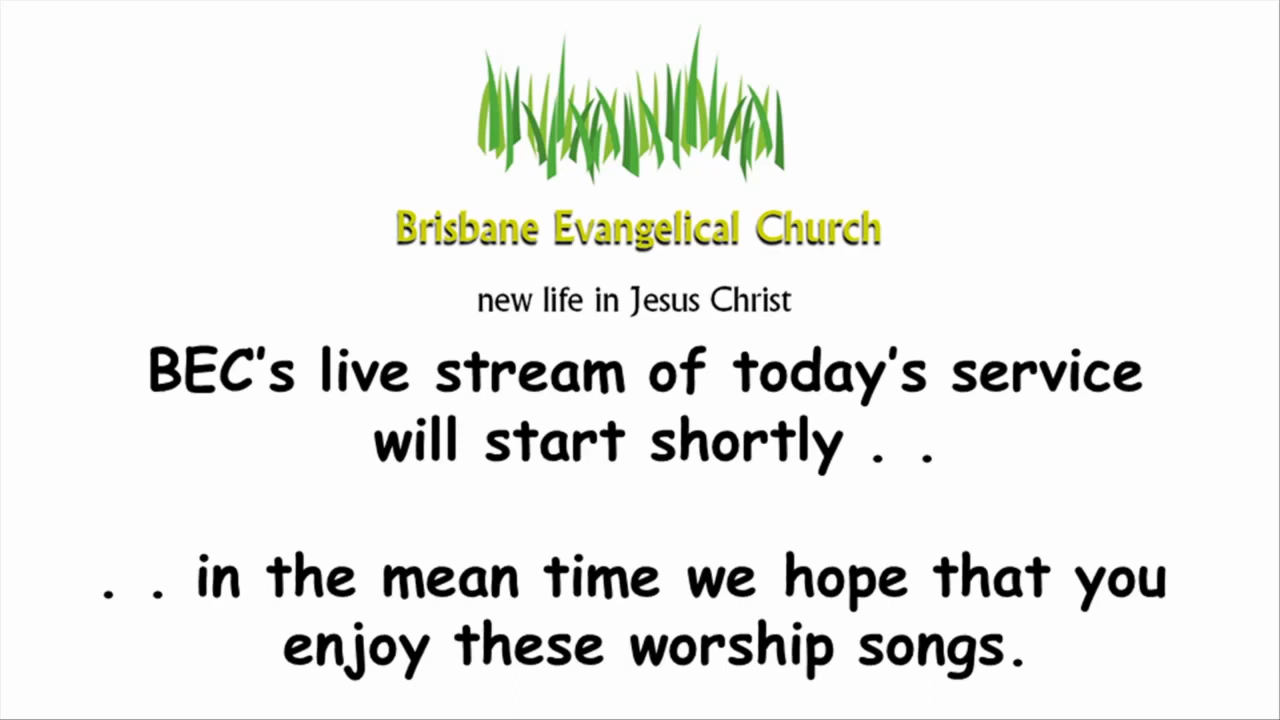 Brisbane Evangelical Church
new life in Jesus Christ
BEC's live stream of today's service
will start shortly . .
. . in the mean time we hope that you
enjoy these worship songs.